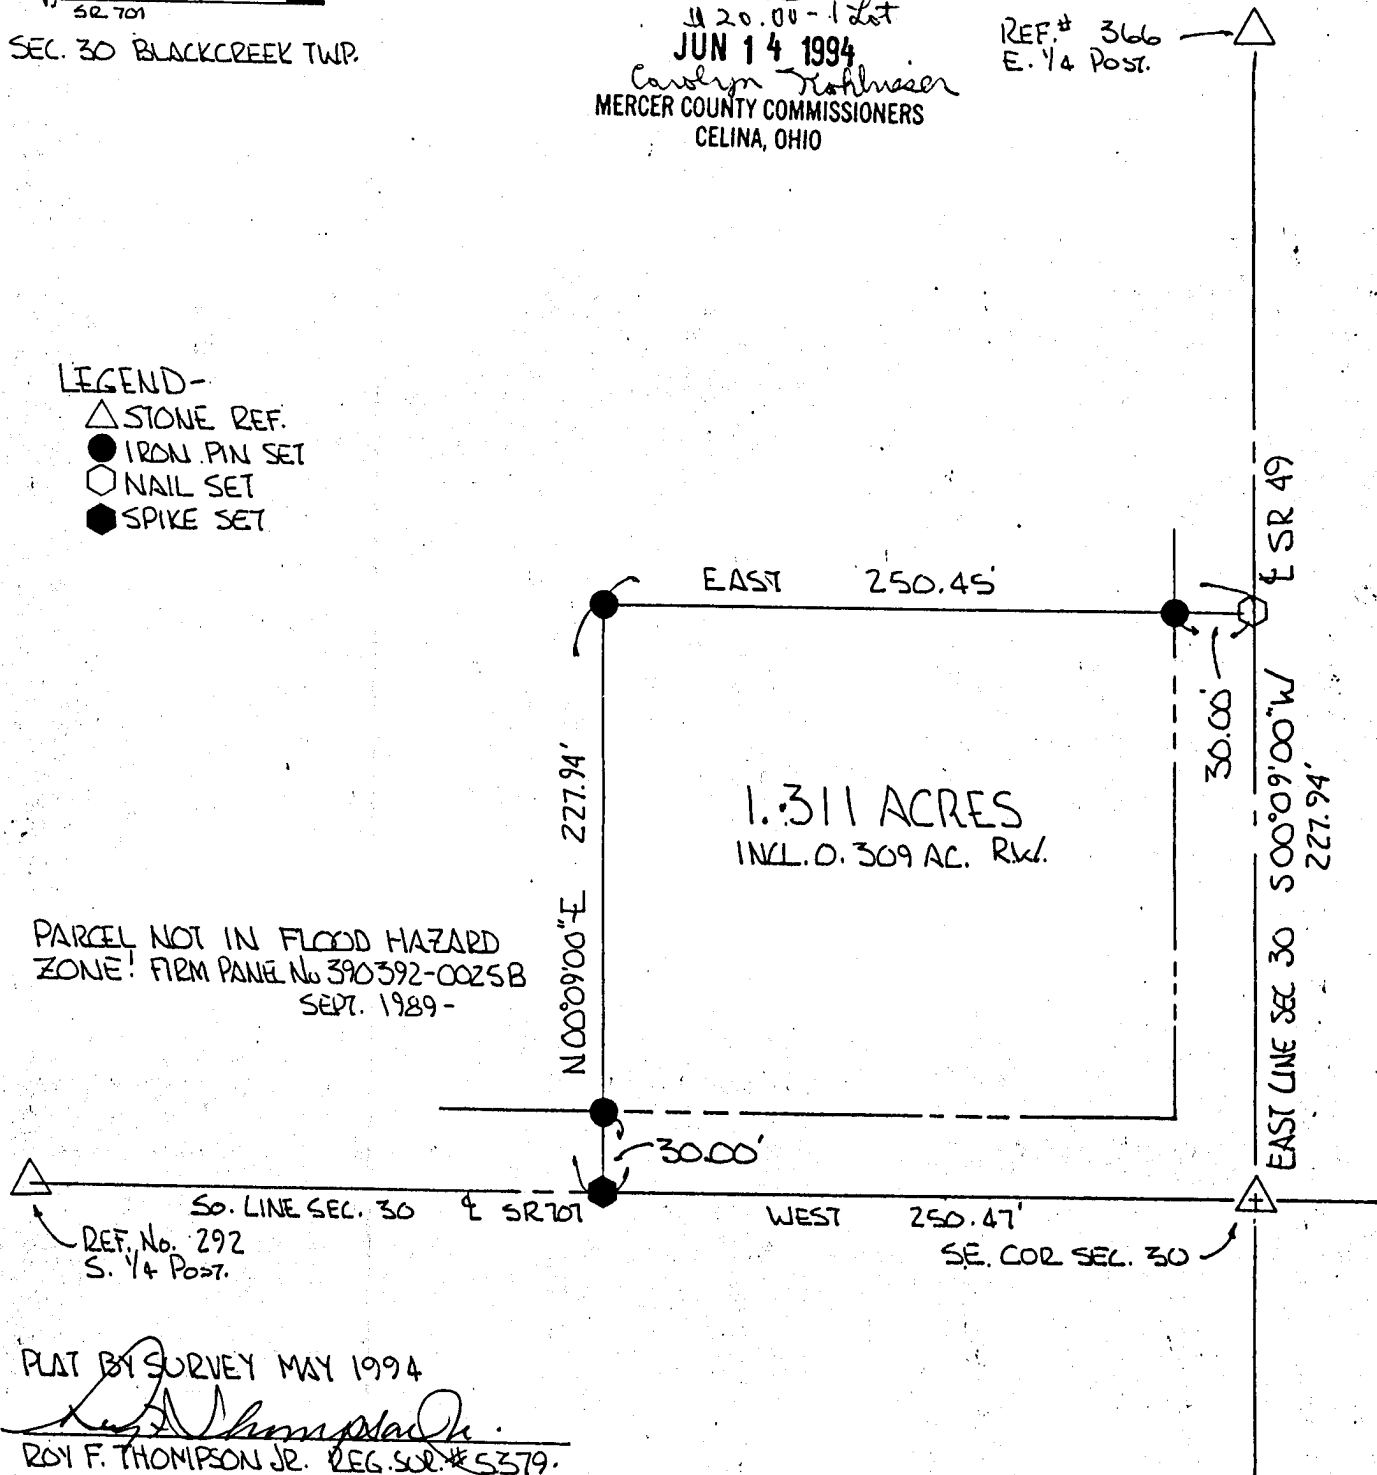 SR 701
SEC. 30 BLACKCREEK TWP.
20.00 - 1 Lot
JUN 14 1994
Carolyn
MERCER COUNTY COMMISSIONERS
CELINA, OHIO
REF.# 366
E. 1/4 POST.
LEGEND-
STONE REF.
IRON PIN SET
NAIL SET
SPIKE SET
℄ SR 49
EAST 250.45'
30.00'
S 00°09'00"W
227.94'
N 00°09'00"E 227.94'
1.311 ACRES
INCL. 0.309 AC. R.W.
PARCEL NOT IN FLOOD HAZARD
ZONE! FIRM PANEL No 390392-0025B
SEPT. 1989-
EAST LINE SEC 30
30.00'
SO. LINE SEC. 30 ℄ SR 701
WEST 250.47'
REF. No. 292
S. 1/4 POST.
S.E. COR SEC. 30
PLAT BY SURVEY MAY 1994
Roy F. Thompson Jr.
ROY F. THOMPSON JR. REG. SUR. # 5379.